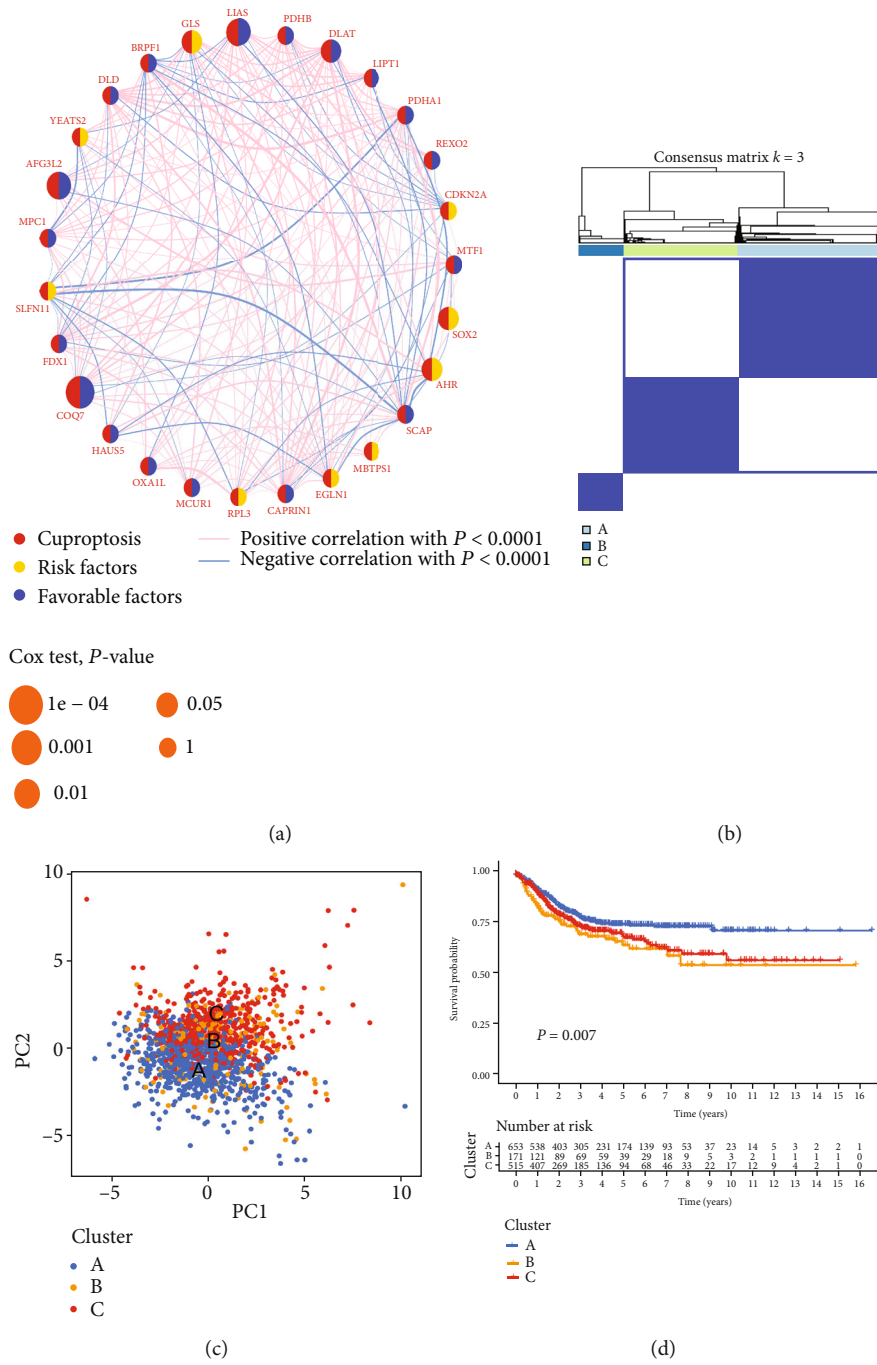 LIAS
GLS
PDHB
DLAT
BRPF1
LIPT1
DLD
PDHA1
YEATS2
REXO2
AFG3L2
CDKN2A
MPC1
MTF1
SLFN11
SOX2
FDX1
AHR
COQ7
SCAP
HAUS5
MBTPS1
OXA1L
EGLN1
MCUR1
CAPRIN1
RPL3
Cuproptosis
Risk factors
Favorable factors
Positive correlation with P < 0.0001
Negative correlation with P < 0.0001
Cox test, P-value
1e − 04
0.05
0.001
1
0.01
(a)
Consensus matrix k = 3
A
B
C
(b)
PC2
10
5
0
−5
−5 0 5 10
PC1
Cluster
A
B
C
C
B
A
(c)
Survival probability
1.00
0.75
0.50
0.25
0.00
P = 0.007
0 1 2 3 4 5 6 7 8 9 10 11 12 13 14 15 16
Time (years)
Number at risk
Cluster
A 653 538 403 305 231 174 139 93 53 37 23 14 5 3 2 2 1
B 171 121 89 69 59 39 29 18 9 5 3 2 1 1 1 1 0
C 515 407 269 185 136 94 68 46 33 22 17 12 9 4 2 1 0
0 1 2 3 4 5 6 7 8 9 10 11 12 13 14 15 16
Time (years)
Cluster
A
B
C
(d)